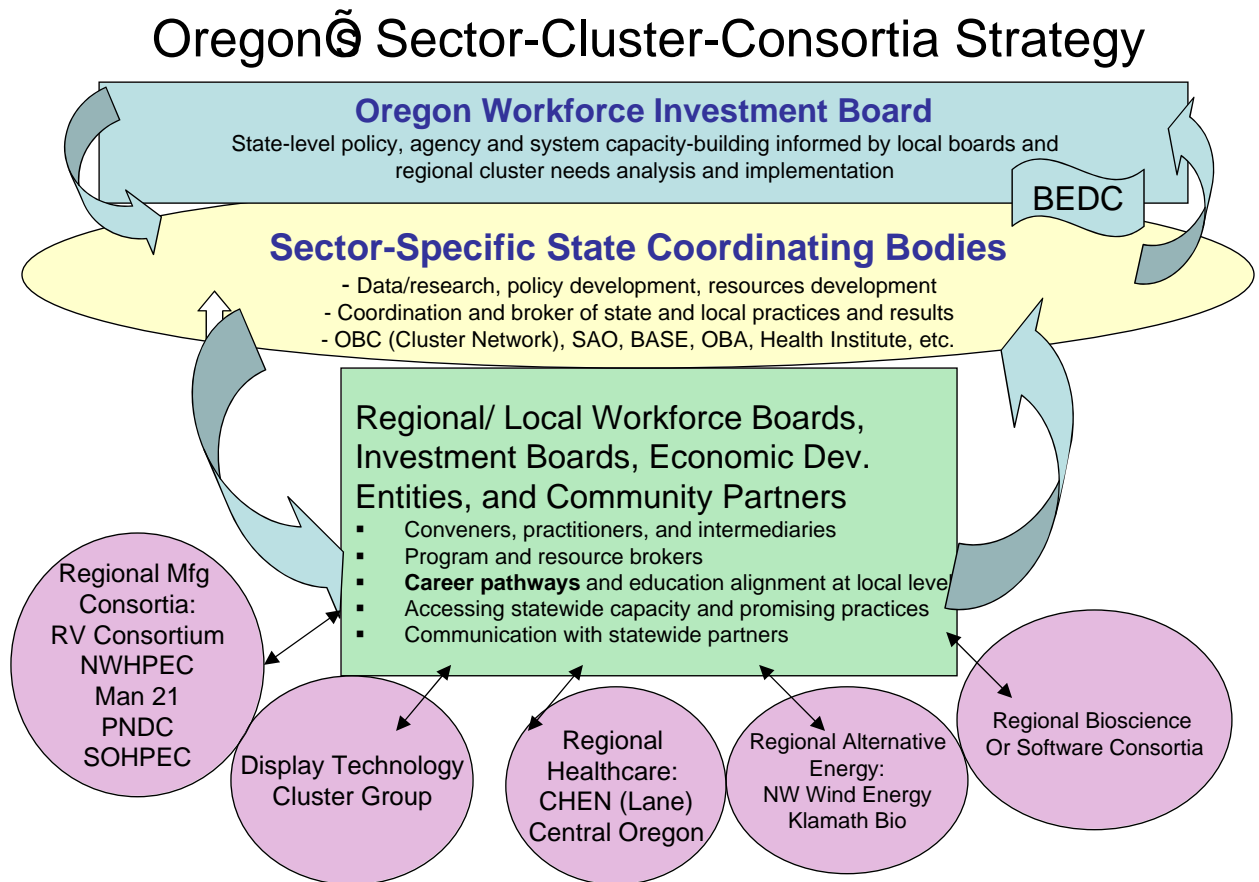 OregonÕs Sector-Cluster-Consortia Strategy
Oregon Workforce Investment Board
State-level policy, agency and system capacity-building informed by local boards and
regional cluster needs analysis and implementation
BEDC
Sector-Specific State Coordinating Bodies
- Data/research, policy development, resources development
- Coordination and broker of state and local practices and results
- OBC (Cluster Network), SAO, BASE, OBA, Health Institute, etc.
Regional/ Local Workforce Boards,
Investment Boards, Economic Dev.
Entities, and Community Partners
▪ Conveners, practitioners, and intermediaries
▪ Program and resource brokers
▪ Career pathways and education alignment at local level
▪ Accessing statewide capacity and promising practices
▪ Communication with statewide partners
Regional Mfg
Consortia:
RV Consortium
NWHPEC
Man 21
PNDC
SOHPEC
Display Technology
Cluster Group
Regional
Healthcare:
CHEN (Lane)
Central Oregon
Regional Alternative
Energy:
NW Wind Energy
Klamath Bio
Regional Bioscience
Or Software Consortia